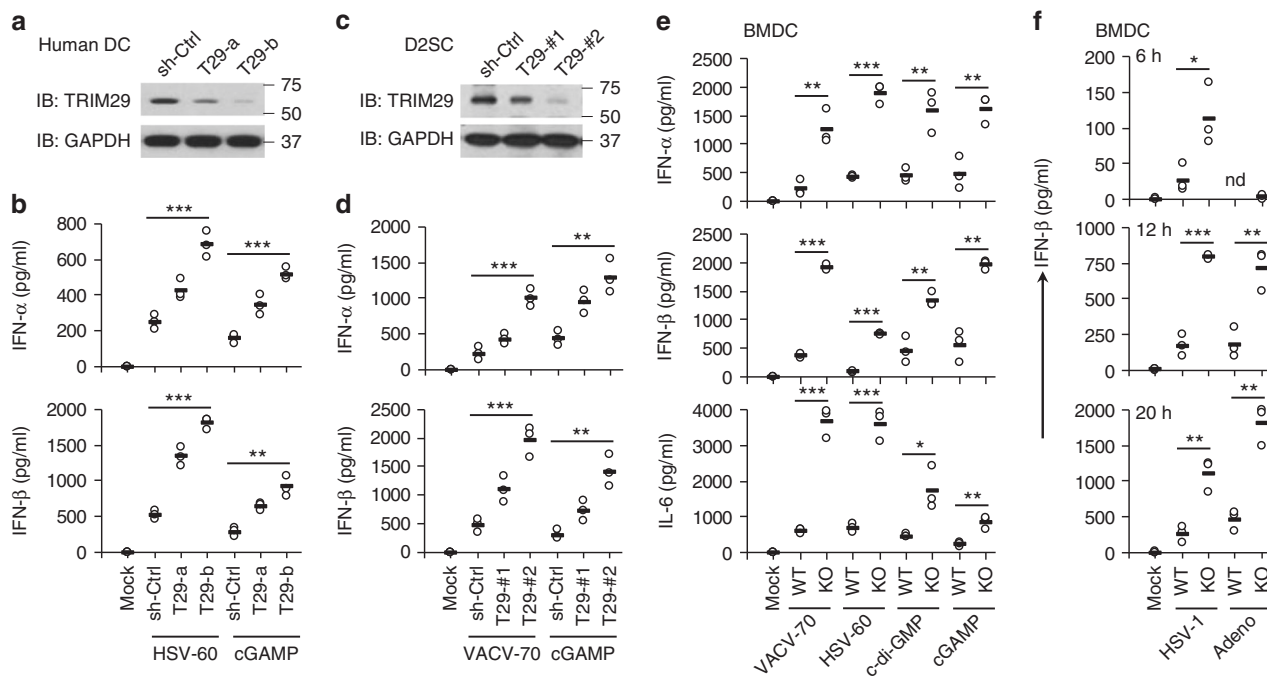 a
Human DC
sh-Ctrl
T29-a
T29-b
IB: TRIM29
75
50
IB: GAPDH
37
b
IFN-α (pg/ml)
800
600
400
200
0
***
***
IFN-β (pg/ml)
2000
1500
1000
500
0
***
**
Mock
sh-Ctrl
T29-a
T29-b
sh-Ctrl
T29-a
T29-b
HSV-60
cGAMP
c
D2SC
sh-Ctrl
T29-#1
T29-#2
IB: TRIM29
75
50
IB: GAPDH
37
d
IFN-α (pg/ml)
2000
1500
1000
500
0
***
**
IFN-β (pg/ml)
2500
2000
1500
1000
500
0
***
**
Mock
sh-Ctrl
T29-#1
T29-#2
sh-Ctrl
T29-#1
T29-#2
VACV-70
cGAMP
e
BMDC
IFN-α (pg/ml)
2500
2000
1500
1000
500
0
**
***
**
**
IFN-β (pg/ml)
2500
2000
1500
1000
500
0
***
***
**
**
IL-6 (pg/ml)
4000
3000
2000
1000
0
***
***
*
**
Mock
WT
KO
WT
KO
WT
KO
WT
KO
VACV-70
HSV-60
c-di-GMP
cGAMP
f
BMDC
IFN-β (pg/ml)
200
150
100
50
0
6 h
*
nd
1000
750
500
250
0
12 h
***
**
2000
1500
1000
500
0
20 h
**
**
Mock
WT
KO
WT
KO
HSV-1
Adeno